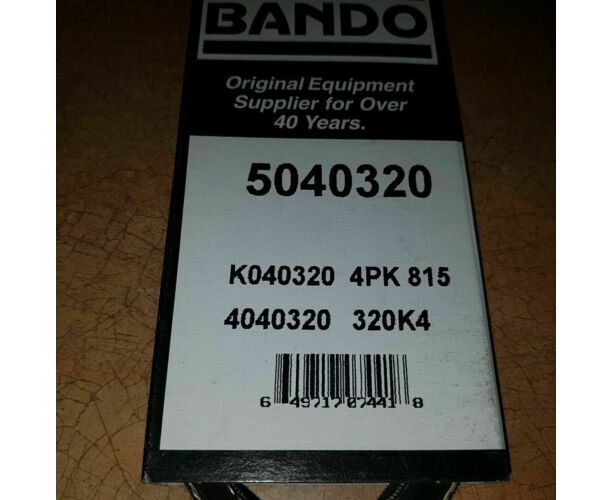 BANDO
Original Equipment
Supplier for Over
40 Years.
5040320
K040320 4PK 815
4040320 320K4
6 49717 07441 8